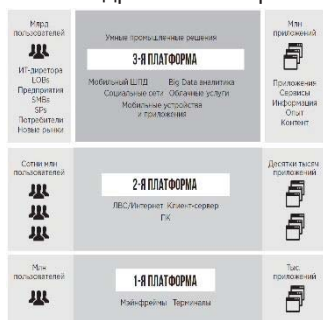 Млрд
пользователей
ИТ-директора
LOBs
Предприятия
SMBs
SPs
Потребители
Новые рынки
Умные промышленные решения
3-Я ПЛАТФОРМА
Мобильный ШПД Big Data аналитика
Социальные сети Облачные услуги
Мобильные устройства
и приложения
Млн
приложений
Приложения
Сервисы
Информация
Опыт
Контент
Сотни млн
пользователей
2-Я ПЛАТФОРМА
ЛВС/Интернет Клиент-сервер
ПК
Десятки тысяч
приложений
Млн
пользователей
1-Я ПЛАТФОРМА
Мэйнфреймы Терминалы
Тыс.
приложений